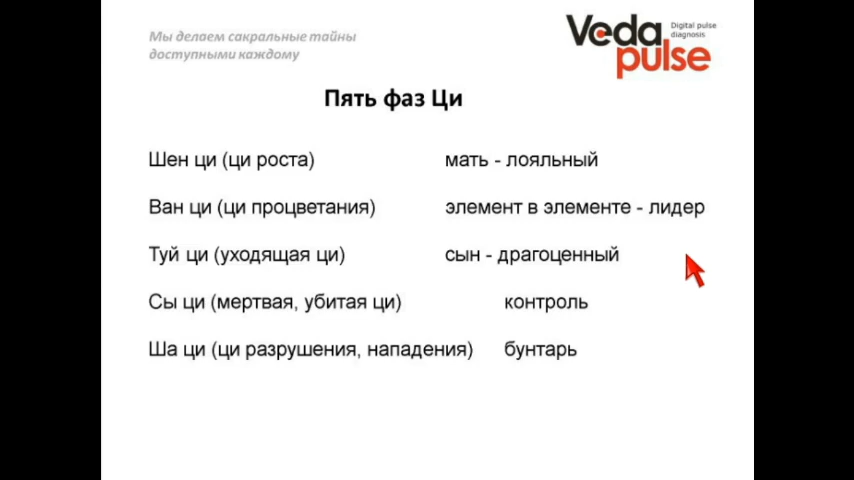 Мы делаем сакральные тайны
доступными каждому
Veda
pulse
Digital pulse
diagnosis
Пять фаз Ци
Шен ци (ци роста) мать - лояльный
Ван ци (ци процветания) элемент в элементе - лидер
Туй ци (уходящая ци) сын - драгоценный
Сы ци (мертвая, убитая ци) контроль
Ша ци (ци разрушения, нападения) бунтарь